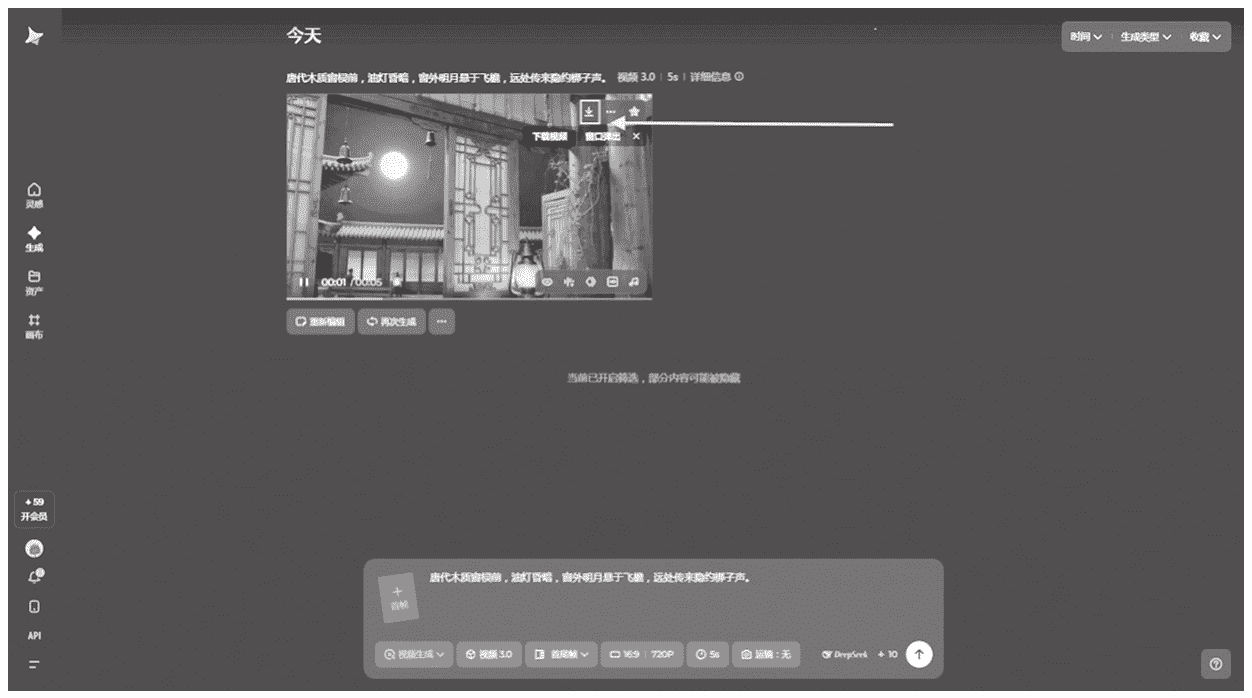 今天
时间
生成类型
收藏
唐代木质窗棂前，油灯昏暗，窗外明月悬于飞檐，远处传来隐约梆子声。 视频 3.0 | 5s | 详细信息
下载视频
窗口弹出
00:01 / 00:05
重新编辑
再次生成
灵感
生成
资产
画布
当前已开启筛选，部分内容可能被隐藏
59
开会员
API
唐代木质窗棂前，油灯昏暗，窗外明月悬于飞檐，远处传来隐约梆子声。
首帧
视频生成
视频 3.0
首尾帧
16:9 | 720P
5s
运镜：无
DeepSeek
10